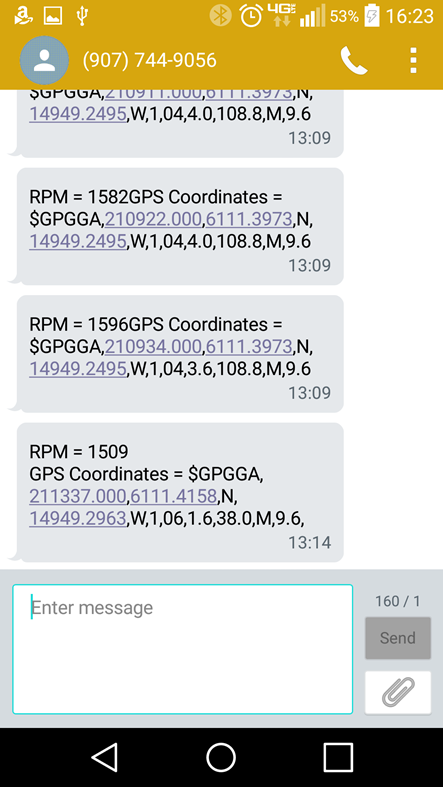 4GE 53% 16:23
(907) 744-9056
$GPGGA,210911.000,6111.3973,N,
14949.2495,W,1,04,4.0,108.8,M,9.6
13:09
RPM = 1582GPS Coordinates =
$GPGGA,210922.000,6111.3973,N,
14949.2495,W,1,04,4.0,108.8,M,9.6
13:09
RPM = 1596GPS Coordinates =
$GPGGA,210934.000,6111.3973,N,
14949.2495,W,1,04,3.6,108.8,M,9.6
13:09
RPM = 1509
GPS Coordinates = $GPGGA,
211337.000,6111.4158,N,
14949.2963,W,1,06,1.6,38.0,M,9.6,
13:14
Enter message
160 / 1
Send